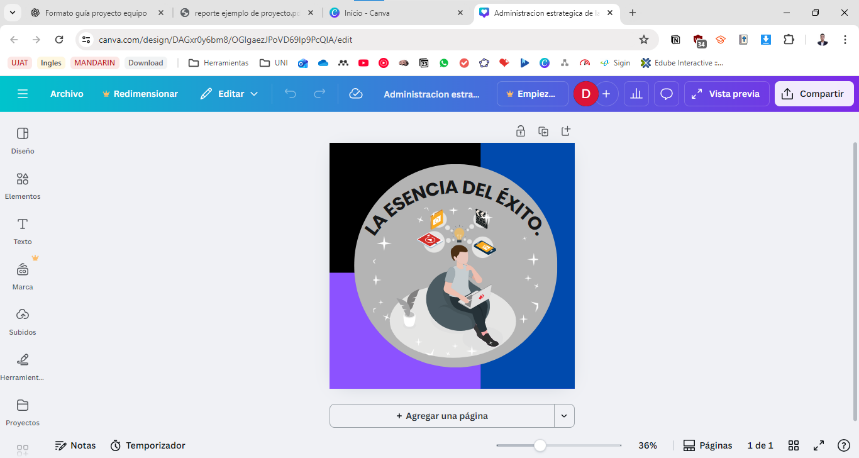 Formato guía proyecto equipo
reporte ejemplo de proyecto.pa
Inicio - Canva
Administracion estrategica de l
canva.com/design/DAGxr0y6bm8/OGIgaezJPoVD69Ip9PcQIA/edit
UJAT
Ingles
MANDARIN
Download
Herramientas
UNI
Sigin
Edube Interactive ::...
Archivo
Redimensionar
Editar
Administracion estra...
Empiez...
D
Vista previa
Compartir
Diseño
Elementos
Texto
Marca
Subidos
Herramient...
Proyectos
LA ESENCIA DEL ÉXITO.
+ Agregar una página
Notas
Temporizador
36%
Páginas
1 de 1